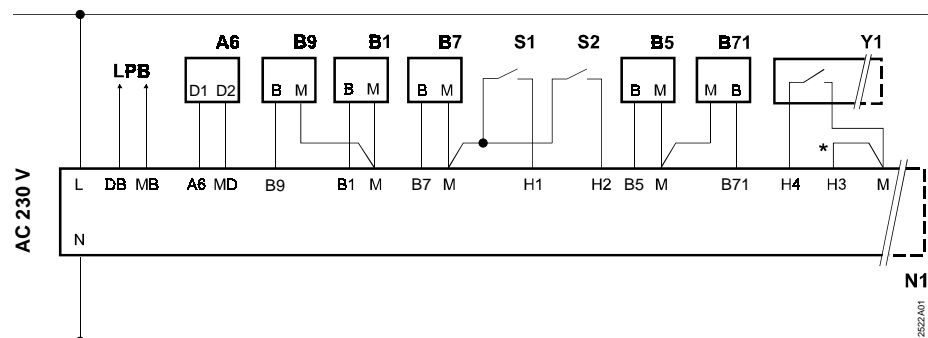 A6 B9 B1 B7 S1 S2 B5 B71 Y1
LPB
D1 D2 B M B M B M B M M B
*
L DB MB A6 MD B9 B1 M B7 M H1 H2 B5 M B71 H4 H3 M
N
AC 230 V
N1
2522A01